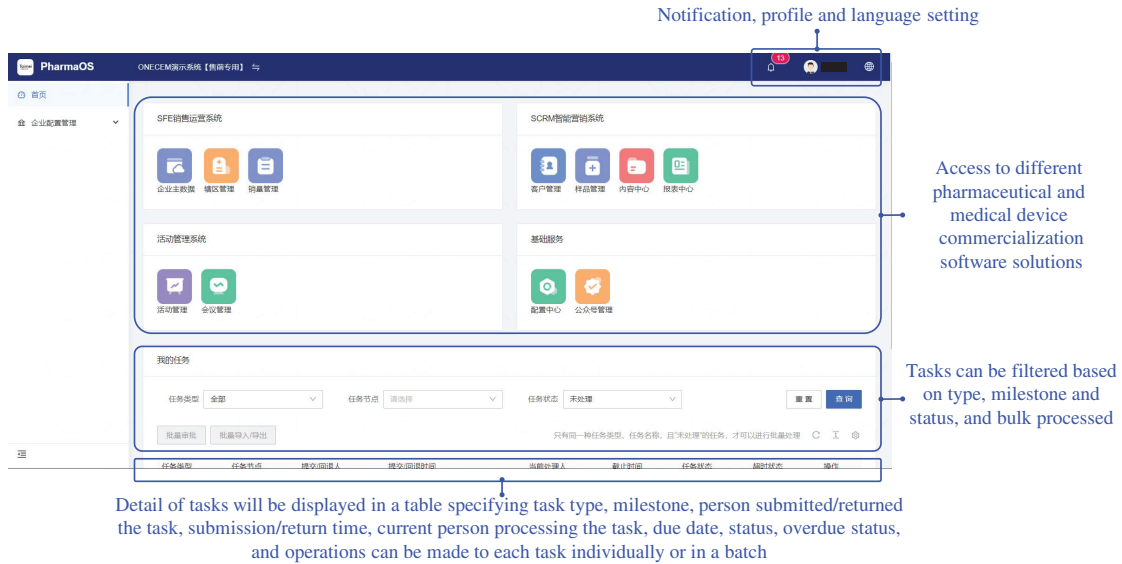 Notification, profile and language setting
PharmaOS
ONECEM演示系统【售前专用】
13
首页
企业配置管理
SFE销售运营系统
SCRM智能营销系统
企业主数据 辖区管理 销量管理
客户管理 样品管理 内容中心 报表中心
活动管理系统
基础服务
活动管理 会议管理
配置中心 公众号管理
Access to different
pharmaceutical and
medical device
commercialization
software solutions
我的任务
任务类型 全部 任务节点 请选择 任务状态 未处理 重置 查询
批量审批 批量导入/导出 只有同一种任务类型、任务名称，且"未处理"的任务，才可以进行批量处理
任务类型 任务节点 提交/回退人 提交/回退时间 当前处理人 截止时间 任务状态 超时状态 操作
Tasks can be filtered based
on type, milestone and
status, and bulk processed
Detail of tasks will be displayed in a table specifying task type, milestone, person submitted/returned
the task, submission/return time, current person processing the task, due date, status, overdue status,
and operations can be made to each task individually or in a batch